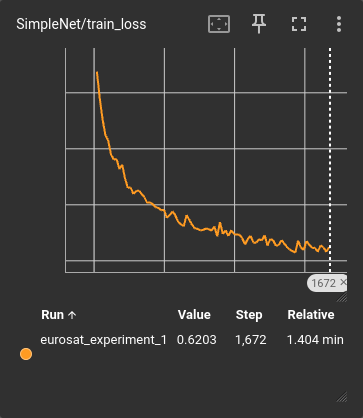 SimpleNet/train_loss
1672 ×
Run ↑ Value Step Relative
eurosat_experiment_1 0.6203 1,672 1.404 min